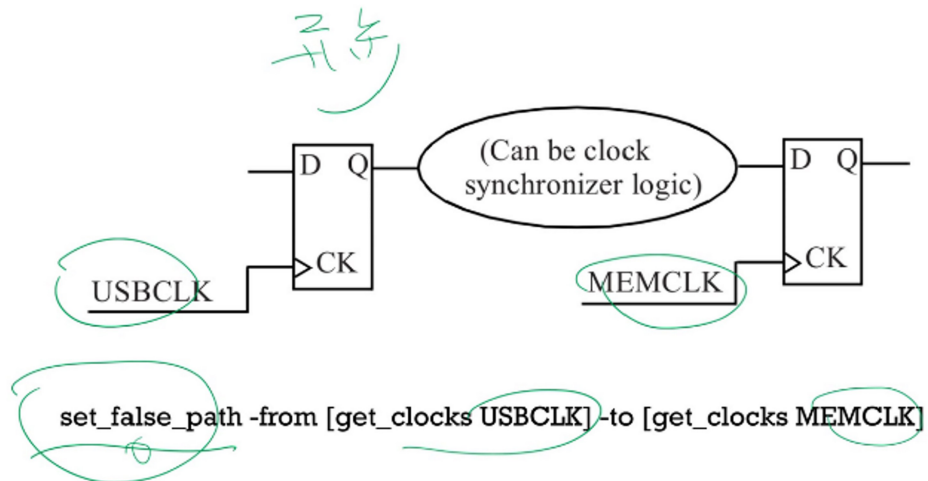 异步
D Q
(Can be clock
synchronizer logic)
D Q
CK
CK
USBCLK
MEMCLK
set_false_path -from [get_clocks USBCLK] -to [get_clocks MEMCLK]